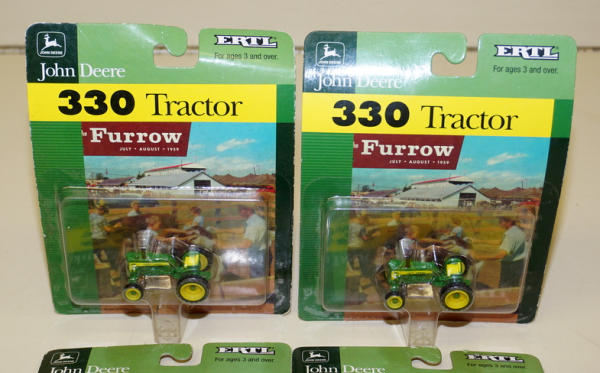 JOHN DEERE
ERTL
For ages 3 and over.
John Deere
330 Tractor
Furrow
JULY • AUGUST • 1959
JOHN DEERE
ERTL
For ages 3 and over.
John Deere
330 Tractor
Furrow
JULY • AUGUST • 1959
John Deere
ERTL
For ages 3 and over.
John Deere
ERTL
For ages 3 and over.